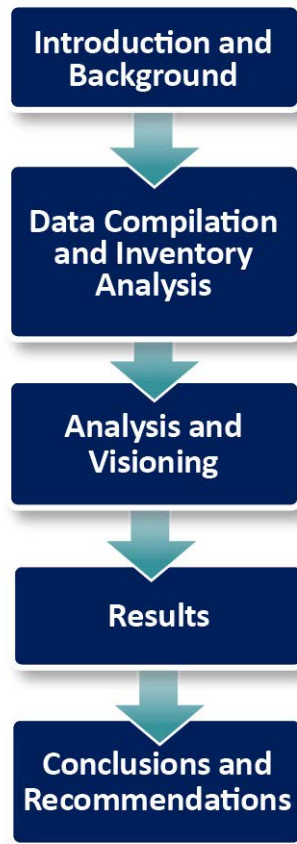 Introduction and
Background
Data Compilation
and Inventory
Analysis
Analysis and
Visioning
Results
Conclusions and
Recommendations